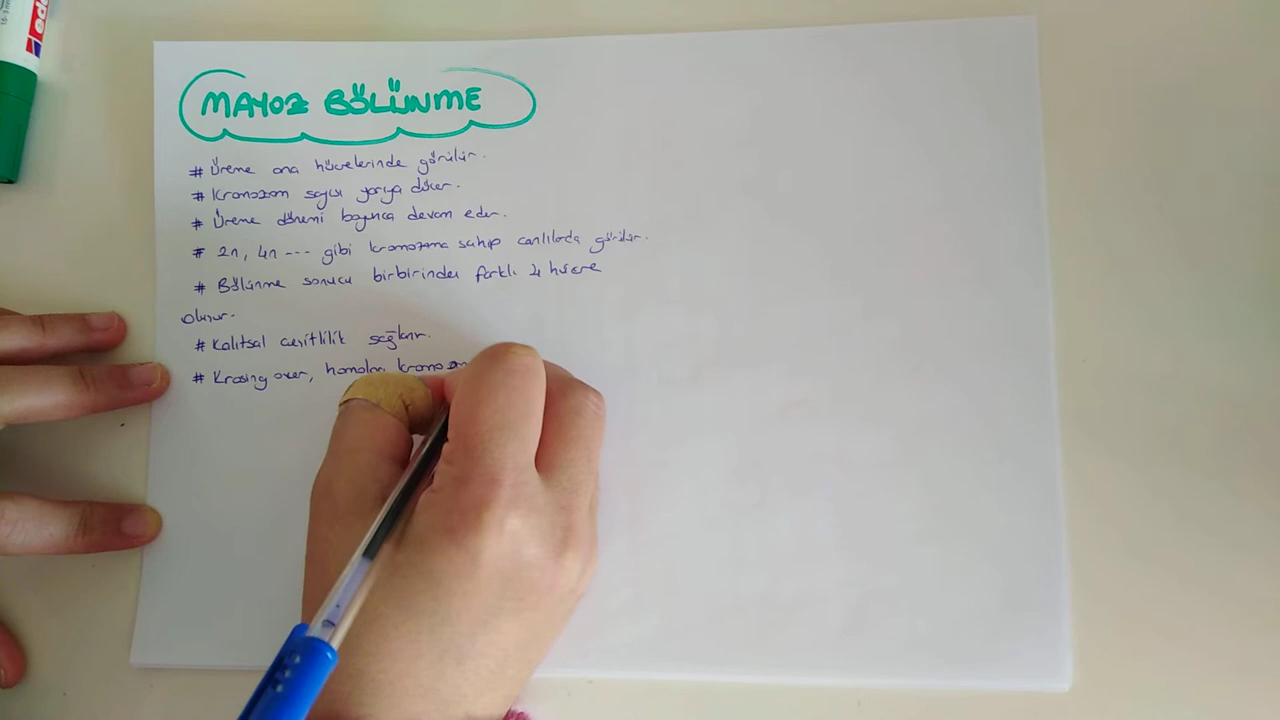 MAYOZ BÖLÜNME
# Üreme ana hücrelerinde görülür.
# Kromozom sayısı yarıya düşer.
# Üreme dönemi boyunca devam eder.
# 2n, 4n --- gibi kromozoma sahip canlılarda görülür.
# Bölünme sonucu birbirinden farklı 4 hücre
oluşur.
# Kalıtsal çeşitlilik sağlanır.
# Krosing over, homolog kromozom